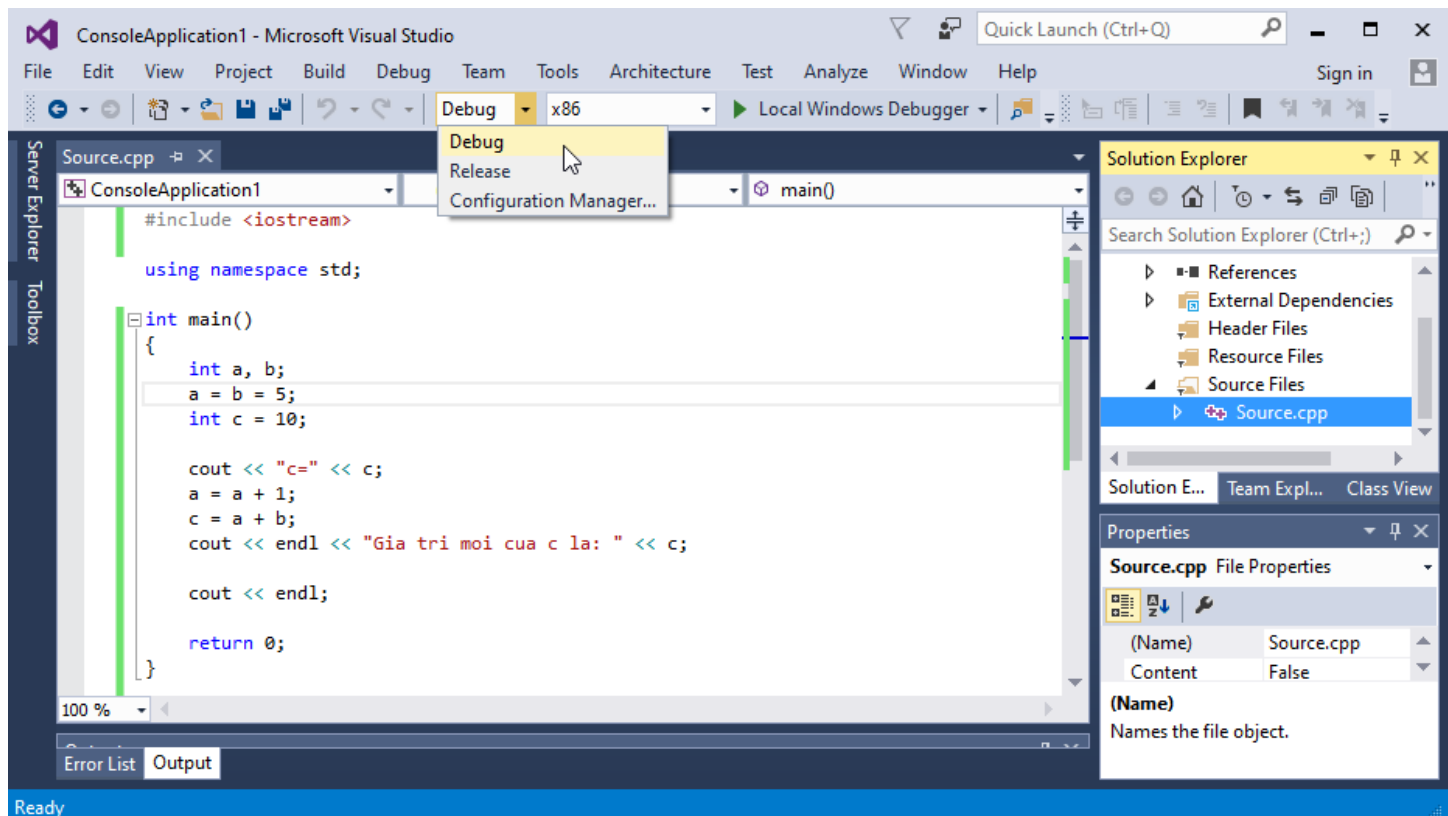 ConsoleApplication1 - Microsoft Visual Studio
Quick Launch (Ctrl+Q)
File Edit View Project Build Debug Team Tools Architecture Test Analyze Window Help
Sign in
Debug x86 Local Windows Debugger
Debug
Release
Configuration Manager...
Server Explorer
Toolbox
Source.cpp
ConsoleApplication1
main()
#include <iostream>
using namespace std;
int main()
{
int a, b;
a = b = 5;
int c = 10;
cout << "c=" << c;
a = a + 1;
c = a + b;
cout << endl << "Gia tri moi cua c la: " << c;
cout << endl;
return 0;
}
100 %
Error List Output
Ready
Solution Explorer
Search Solution Explorer (Ctrl+;)
References
External Dependencies
Header Files
Resource Files
Source Files
Source.cpp
Solution E... Team Expl... Class View
Properties
Source.cpp File Properties
(Name) Source.cpp
Content False
(Name)
Names the file object.